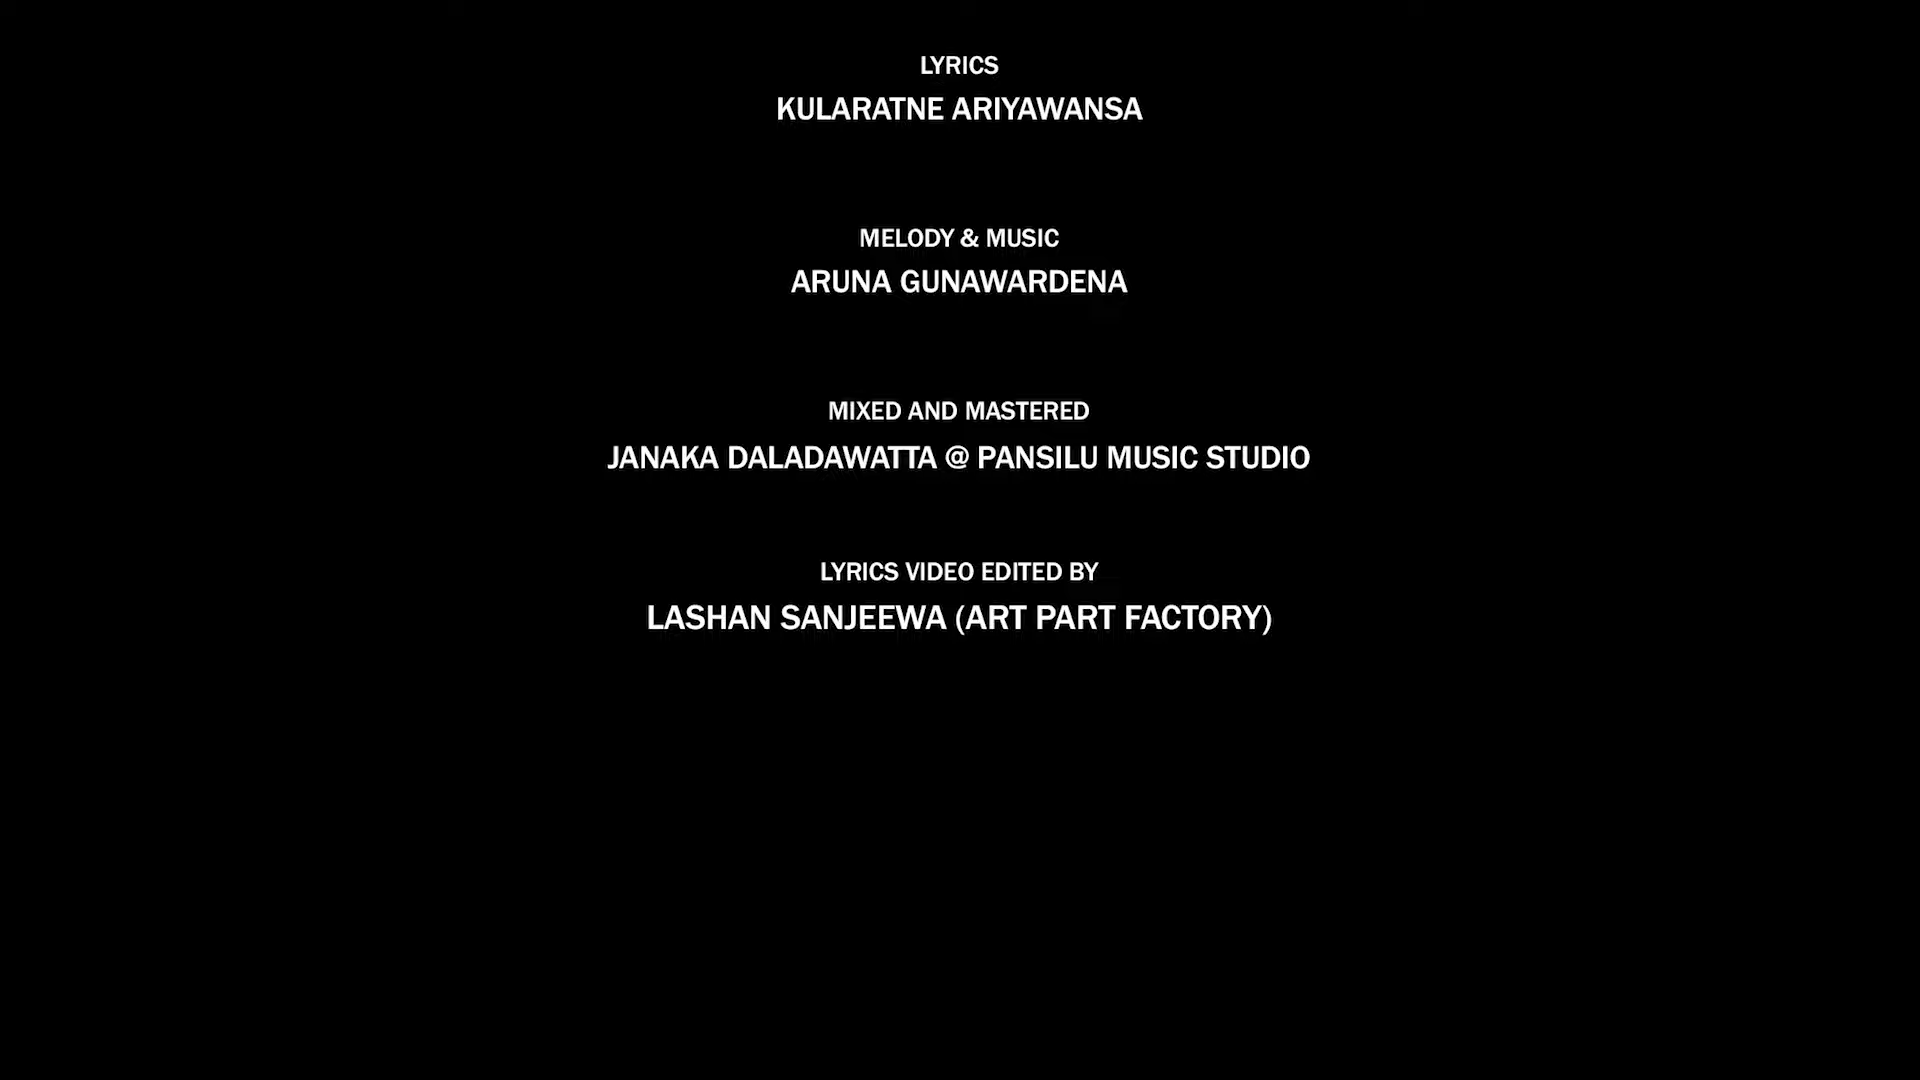 LYRICS
KULARATNE ARIYAWANSA
MELODY & MUSIC
ARUNA GUNAWARDENA
MIXED AND MASTERED
JANAKA DALADAWATTA @ PANSILU MUSIC STUDIO
LYRICS VIDEO EDITED BY
LASHAN SANJEEWA (ART PART FACTORY)